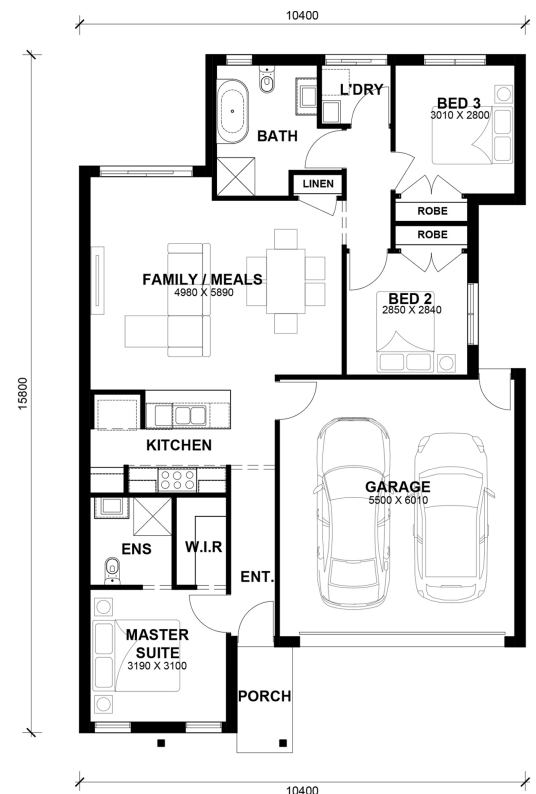 10400
L'DRY
BED 3
3010 X 2800
BATH
LINEN
ROBE
ROBE
FAMILY / MEALS
4980 X 5890
BED 2
2850 X 2840
15800
KITCHEN
GARAGE
5500 X 6010
ENS
W.I.R
ENT.
MASTER
SUITE
3190 X 3100
PORCH
10400